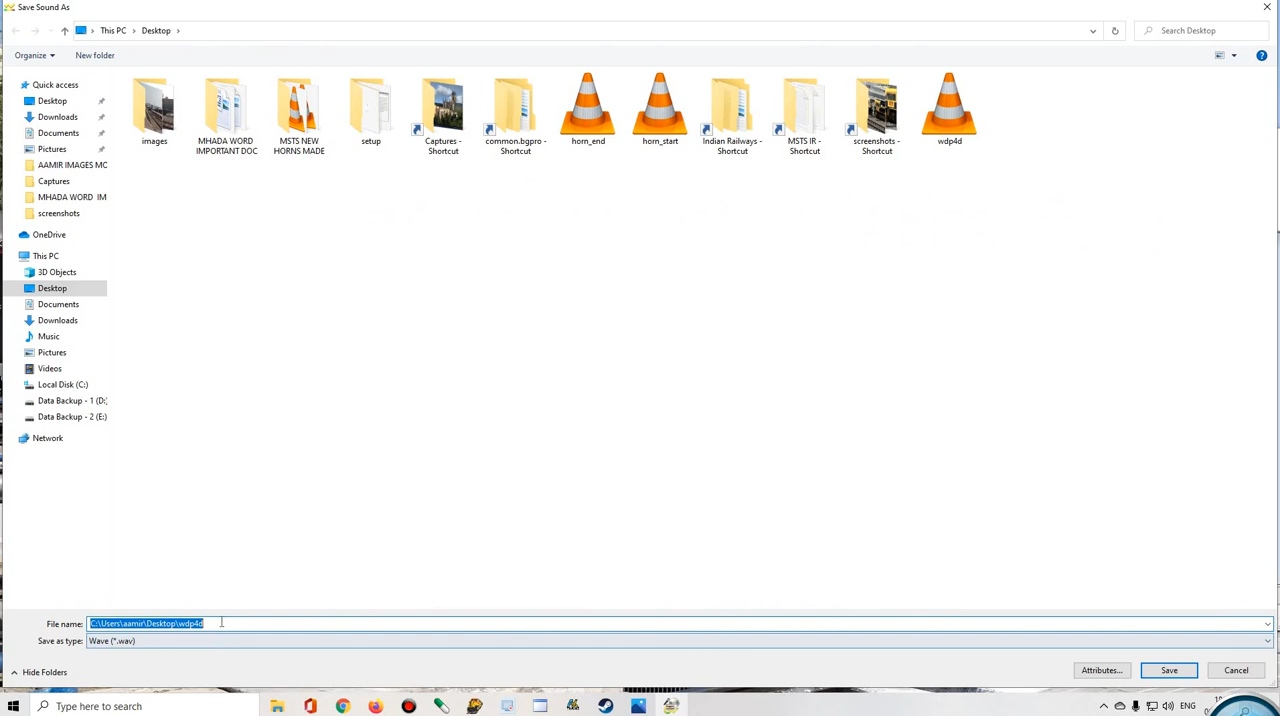 Save Sound As
This PC
Desktop
Search Desktop
Organize
New folder
Quick access
Desktop
Downloads
Documents
Pictures
AAMIR IMAGES MC
Captures
MHADA WORD IM
screenshots
OneDrive
This PC
3D Objects
Desktop
Documents
Downloads
Music
Pictures
Videos
Local Disk (C:)
Data Backup - 1 (D:)
Data Backup - 2 (E:)
Network
images
MHADA WORD
IMPORTANT DOC
MSTS NEW
HORNS MADE
setup
Captures -
Shortcut
common.bgpro -
Shortcut
horn_end
horn_start
Indian Railways -
Shortcut
MSTS IR -
Shortcut
screenshots -
Shortcut
wdp4d
File name: C:\Users\aamir\Desktop\wdp4d
Save as type: Wave (*.wav)
Hide Folders
Attributes...
Save
Cancel
Type here to search
ENG